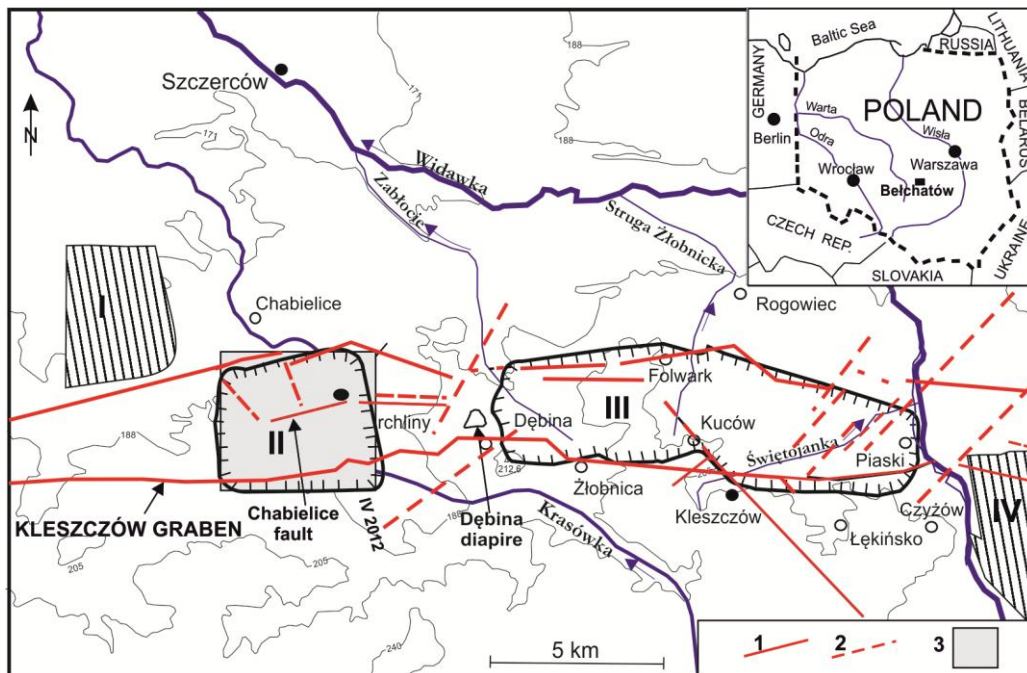 188
Szczerców
171
171
188
N
Widawka
Zabłocie
Struga Żłobnicka
Baltic Sea
RUSSIA
LITHUANIA
GERMANY
POLAND
BELARUS
Warta
Berlin
Odra
Wisła
Wrocław
Warszawa
Bełchatów
CZECH REP.
UKRAINE
SLOVAKIA
I
Chabielice
Rogowiec
Folwark
III
rchliny
Dębina
Kuców
II
188
Świętojanka
Piaski
212,6
Żłobnica
KLESZCZÓW GRABEN
Chabielice
fault
IV 2012
188
Dębina
diapire
Krasówka
Kleszczów
Czyżów
IV
Łękińsko
205
205
240
5 km
1
2
3